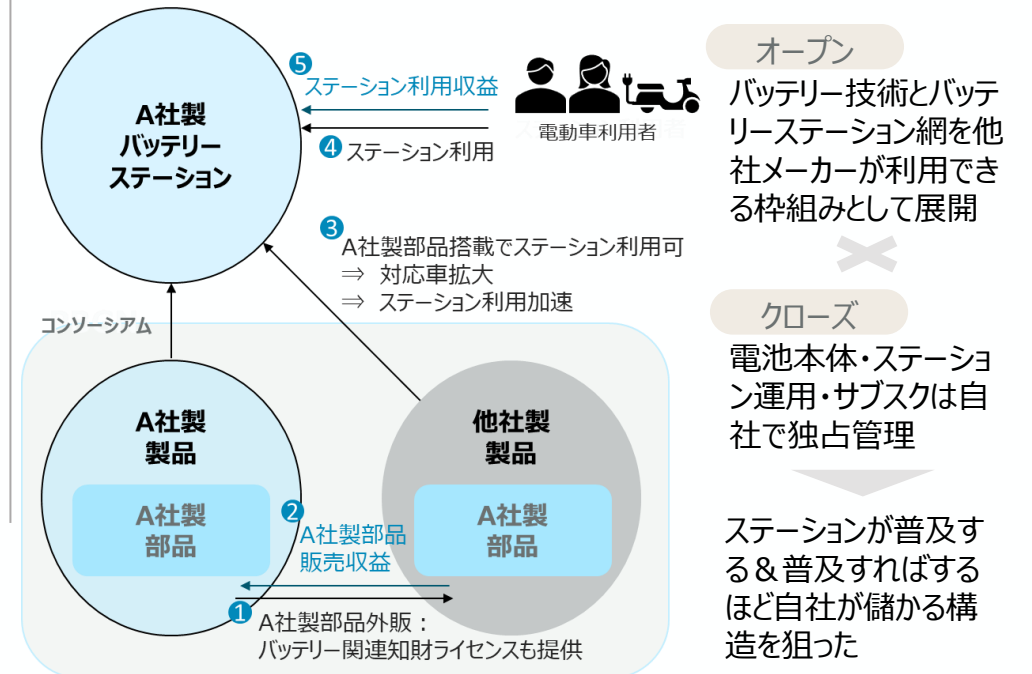 A社製
バッテリー
ステーション
❺
ステーション利用収益
❹ ステーション利用
電動車利用者
❸
A社製部品搭載でステーション利用可
⇒ 対応車拡大
⇒ ステーション利用加速
コンソーシアム
A社製
製品
A社製
部品
他社製
製品
A社製
部品
❷
A社製部品
販売収益
❶
A社製部品外販：
バッテリー関連知財ライセンスも提供
オープン
バッテリー技術とバッテ
リーステーション網を他
社メーカーが利用でき
る枠組みとして展開
クローズ
電池本体・ステーショ
ン運用・サブスクは自
社で独占管理
ステーションが普及す
る＆普及すればする
ほど自社が儲かる構
造を狙った